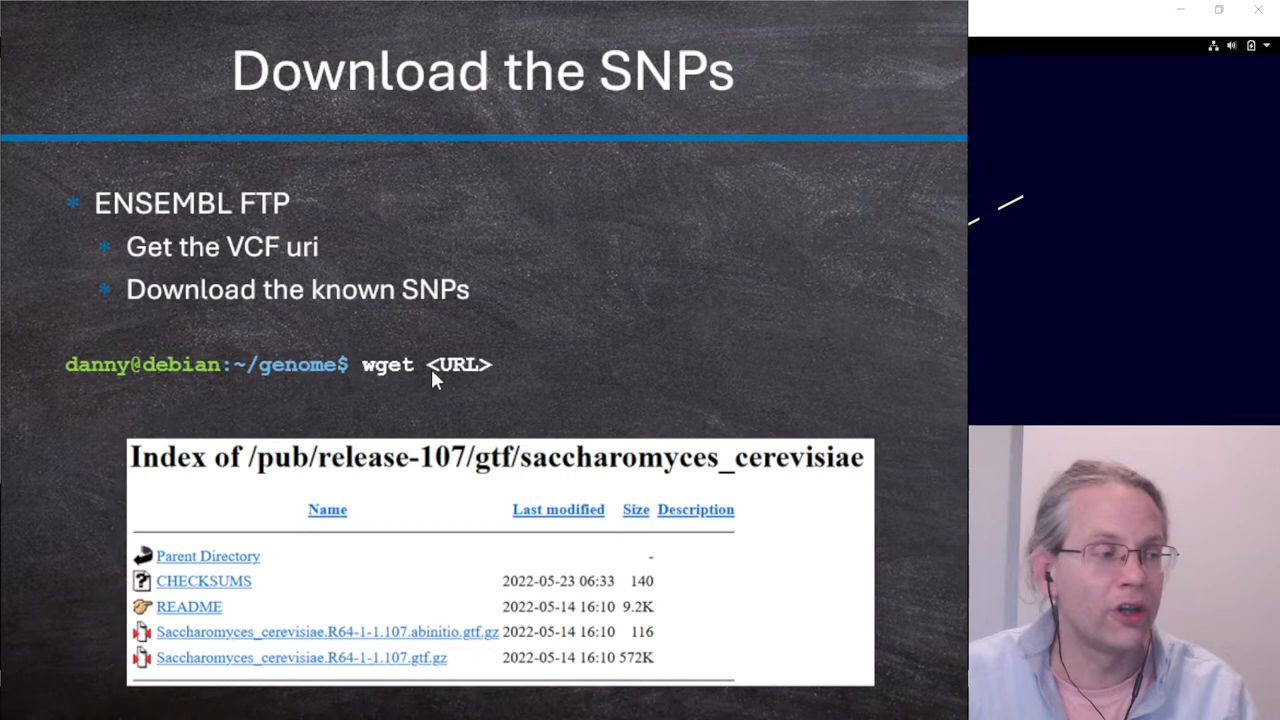 Download the SNPs
ENSEMBL FTP
Get the VCF uri
Download the known SNPs
danny@debian:~/genome$ wget <URL>
Index of /pub/release-107/gtf/saccharomyces_cerevisiae
Name Last modified Size Description
Parent Directory -
CHECKSUMS 2022-05-23 06:33 140
README 2022-05-14 16:10 9.2K
Saccharomyces_cerevisiae.R64-1-1.107.abinitio.gtf.gz 2022-05-14 16:10 116
Saccharomyces_cerevisiae.R64-1-1.107.gtf.gz 2022-05-14 16:10 572K